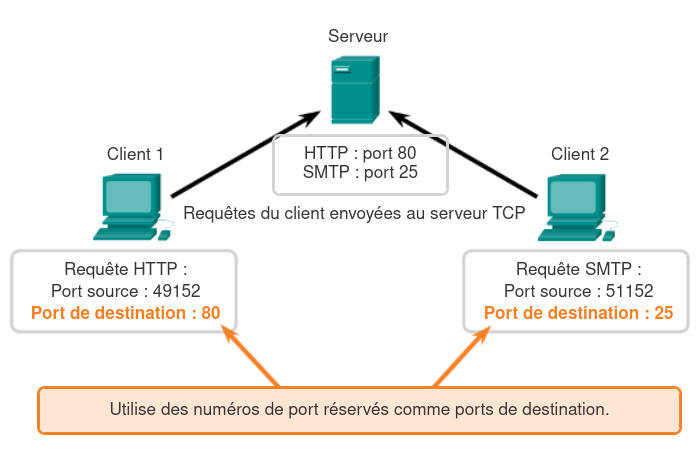 Serveur
HTTP : port 80
SMTP : port 25
Client 1
Client 2
Requêtes du client envoyées au serveur TCP
Requête HTTP :
Port source : 49152
Port de destination : 80
Requête SMTP :
Port source : 51152
Port de destination : 25
Utilise des numéros de port réservés comme ports de destination.